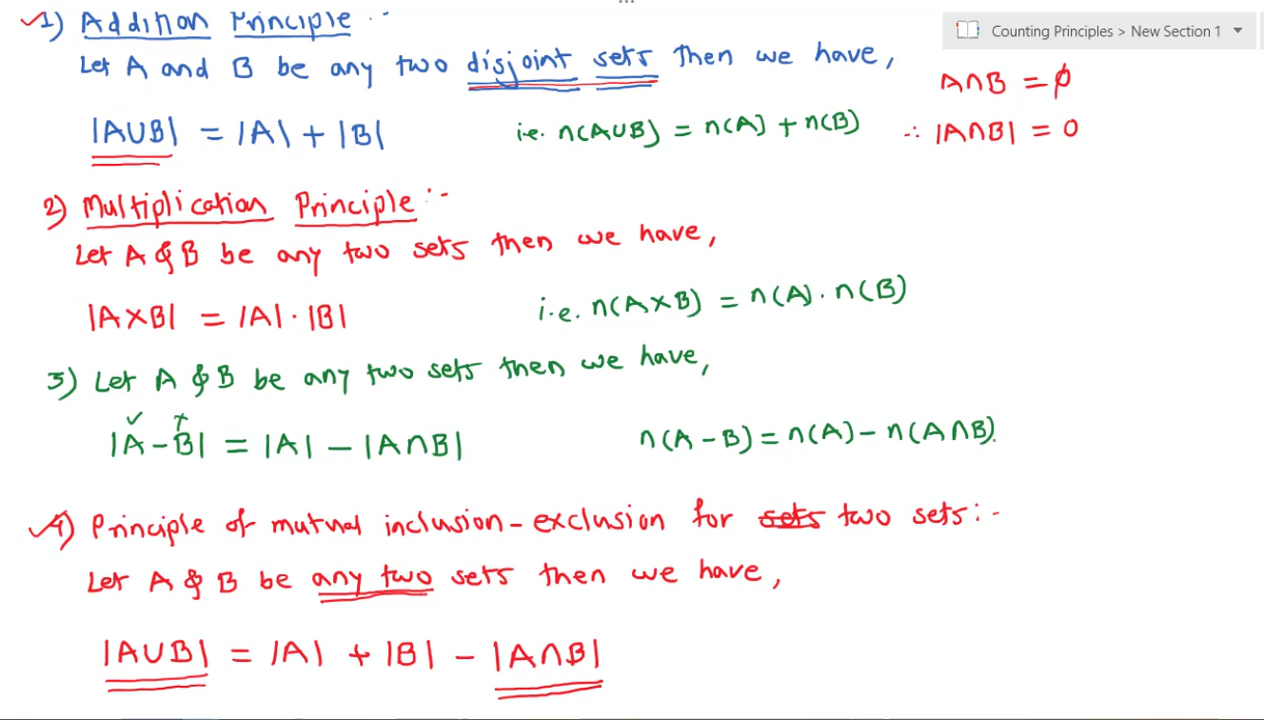 Counting Principles > New Section 1
1) Addition Principle :-
Let A and B be any two disjoint sets then we have,
|A∪B| = |A| + |B|
i.e. n(A∪B) = n(A) + n(B)
A∩B = ϕ
∴ |A∩B| = 0
2) Multiplication Principle :-
Let A & B be any two sets then we have,
|A×B| = |A| · |B|
i.e. n(A×B) = n(A) · n(B)
3) Let A & B be any two sets then we have,
|A - B| = |A| - |A∩B|
n(A - B) = n(A) - n(A∩B).
4) Principle of mutual inclusion-exclusion for sets two sets :-
Let A & B be any two sets then we have,
|A∪B| = |A| + |B| - |A∩B|